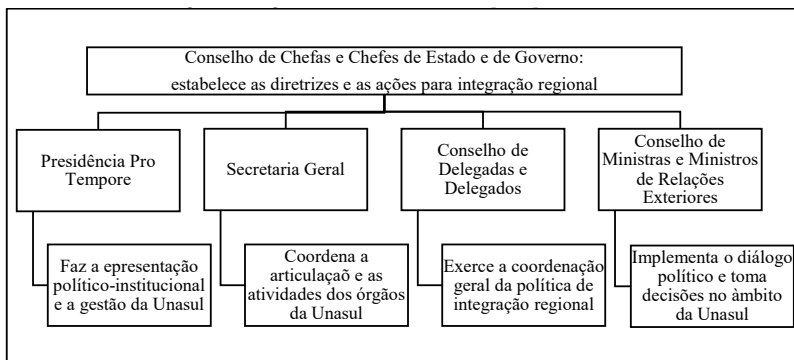 Conselho de Chefas e Chefes de Estado e de Governo:
estabelece as diretrizes e as ações para integração regional
Presidência Pro
Tempore
Secretaria Geral
Conselho de
Delegadas e
Delegados
Conselho de
Ministras e Ministros
de Relações
Exteriores
Faz a epresentação
político-institucional
e a gestão da Unasul
Coordena a
articulaçaõ e as
atividades dos órgãos
da Unasul
Exerce a coordenação
geral da política de
integração regional
Implementa o diálogo
político e toma
decisões no àmbito
da Unasul